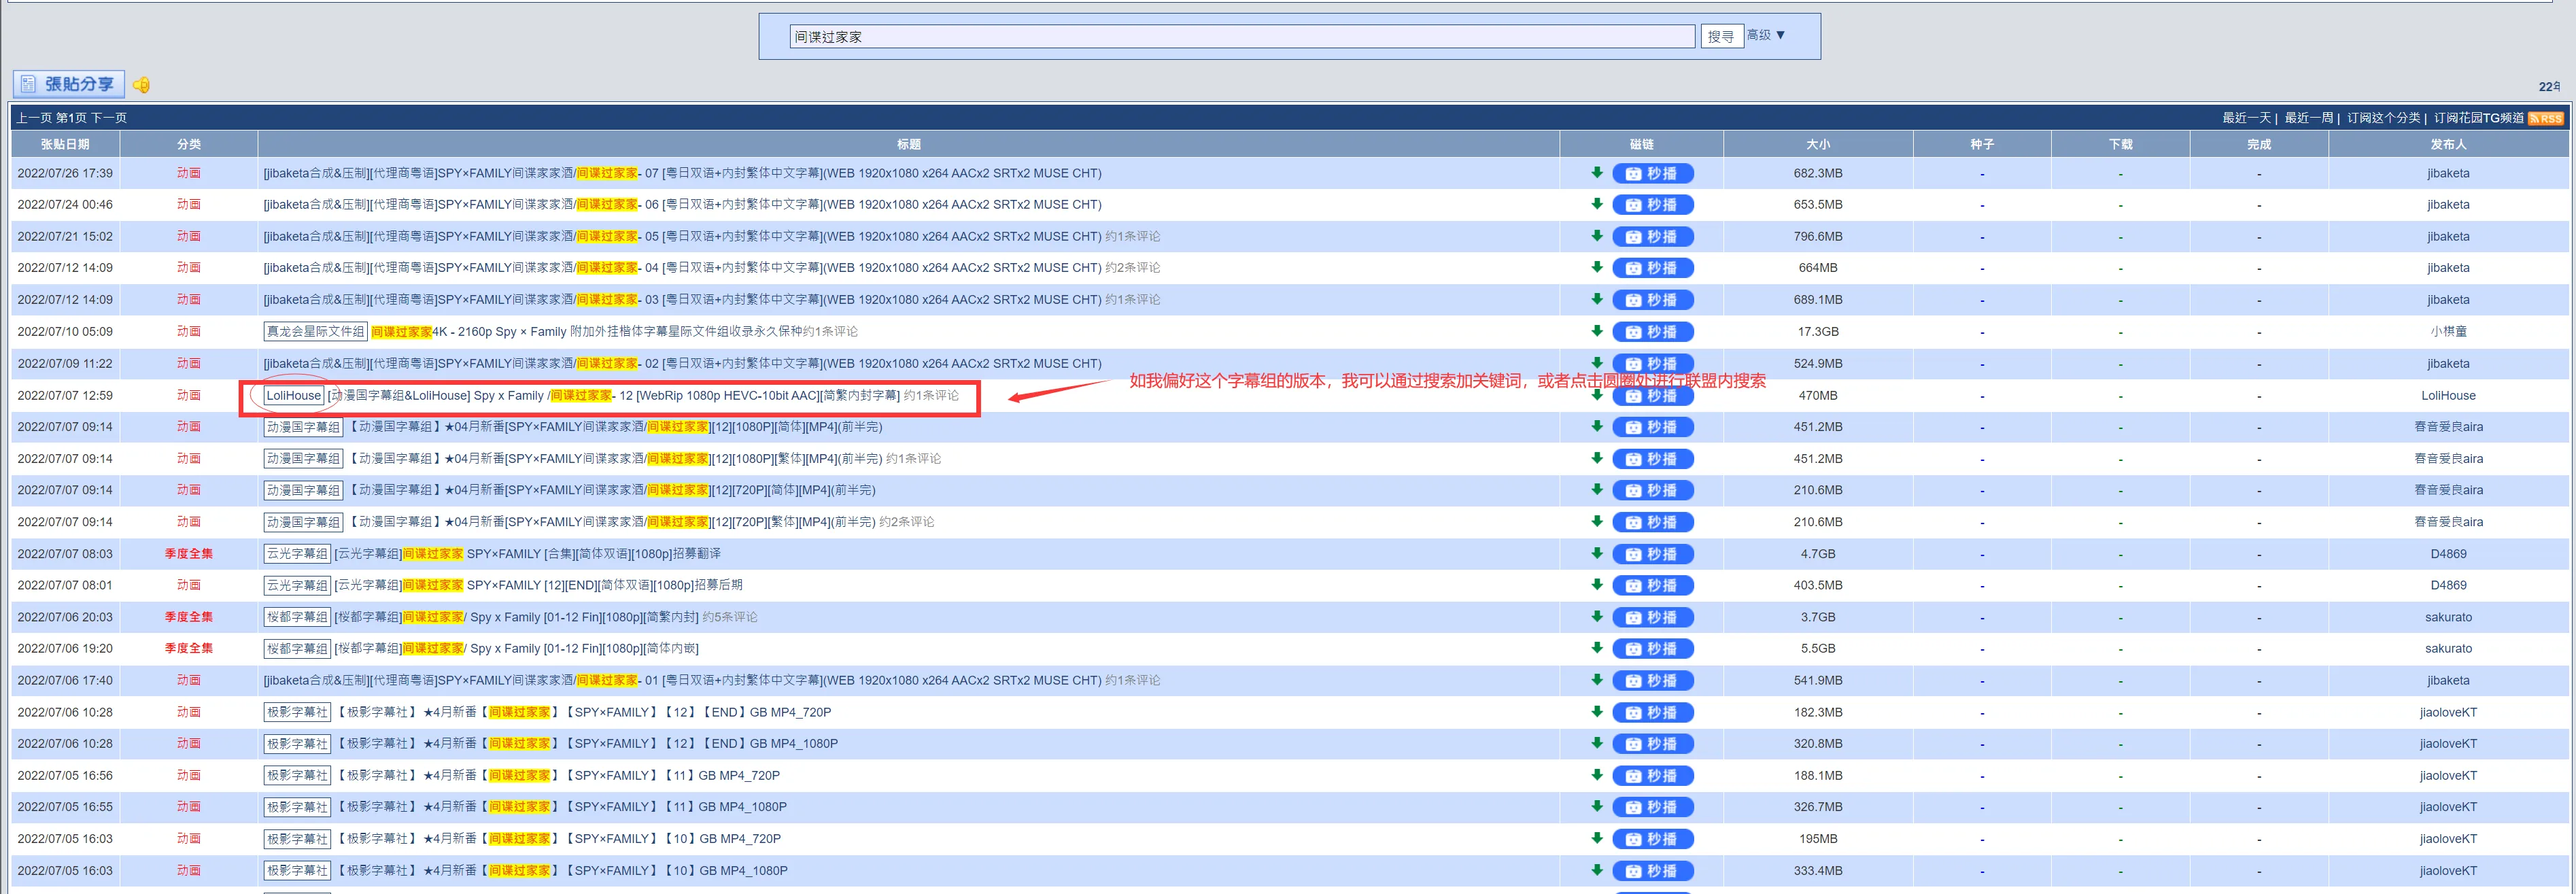 间谍过家家
搜寻
高级 ▼
張貼分享
22年
上一页 第1页 下一页
最近一天 | 最近一周 | 订阅这个分类 | 订阅花园TG频道 RSS
张贴日期 分类 标题 磁链 大小 种子 下载 完成 发布人
2022/07/26 17:39 动画 [jibaketa合成&压制][代理商粤语]SPY×FAMILY间谍家家酒/间谍过家家- 07 [粤日双语+内封繁体中文字幕](WEB 1920x1080 x264 AACx2 SRTx2 MUSE CHT) 秒播 682.3MB - - - jibaketa
2022/07/24 00:46 动画 [jibaketa合成&压制][代理商粤语]SPY×FAMILY间谍家家酒/间谍过家家- 06 [粤日双语+内封繁体中文字幕](WEB 1920x1080 x264 AACx2 SRTx2 MUSE CHT) 秒播 653.5MB - - - jibaketa
2022/07/21 15:02 动画 [jibaketa合成&压制][代理商粤语]SPY×FAMILY间谍家家酒/间谍过家家- 05 [粤日双语+内封繁体中文字幕](WEB 1920x1080 x264 AACx2 SRTx2 MUSE CHT) 约1条评论 秒播 796.6MB - - - jibaketa
2022/07/12 14:09 动画 [jibaketa合成&压制][代理商粤语]SPY×FAMILY间谍家家酒/间谍过家家- 04 [粤日双语+内封繁体中文字幕](WEB 1920x1080 x264 AACx2 SRTx2 MUSE CHT) 约2条评论 秒播 664MB - - - jibaketa
2022/07/12 14:09 动画 [jibaketa合成&压制][代理商粤语]SPY×FAMILY间谍家家酒/间谍过家家- 03 [粤日双语+内封繁体中文字幕](WEB 1920x1080 x264 AACx2 SRTx2 MUSE CHT) 约1条评论 秒播 689.1MB - - - jibaketa
2022/07/10 05:09 动画 真龙会星际文件组 间谍过家家4K - 2160p Spy × Family 附加外挂楷体字幕星际文件组收录永久保种约1条评论 秒播 17.3GB - - - 小棋童
2022/07/09 11:22 动画 [jibaketa合成&压制][代理商粤语]SPY×FAMILY间谍家家酒/间谍过家家- 02 [粤日双语+内封繁体中文字幕](WEB 1920x1080 x264 AACx2 SRTx2 MUSE CHT) 秒播 524.9MB - - - jibaketa
如我偏好这个字幕组的版本，我可以通过搜索加关键词，或者点击圆圈处进行联盟内搜索
2022/07/07 12:59 动画 LoliHouse [动漫国字幕组&LoliHouse] Spy x Family /间谍过家家- 12 [WebRip 1080p HEVC-10bit AAC][简繁内封字幕] 约1条评论 秒播 470MB - - - LoliHouse
2022/07/07 09:14 动画 动漫国字幕组 【动漫国字幕组】★04月新番[SPY×FAMILY间谍家家酒/间谍过家家][12][1080P][简体][MP4](前半完) 秒播 451.2MB - - - 春音爱良aira
2022/07/07 09:14 动画 动漫国字幕组 【动漫国字幕组】★04月新番[SPY×FAMILY间谍家家酒/间谍过家家][12][1080P][繁体][MP4](前半完) 约1条评论 秒播 451.2MB - - - 春音爱良aira
2022/07/07 09:14 动画 动漫国字幕组 【动漫国字幕组】★04月新番[SPY×FAMILY间谍家家酒/间谍过家家][12][720P][简体][MP4](前半完) 秒播 210.6MB - - - 春音爱良aira
2022/07/07 09:14 动画 动漫国字幕组 【动漫国字幕组】★04月新番[SPY×FAMILY间谍家家酒/间谍过家家][12][720P][繁体][MP4](前半完) 约2条评论 秒播 210.6MB - - - 春音爱良aira
2022/07/07 08:03 季度全集 云光字幕组 [云光字幕组]间谍过家家 SPY×FAMILY [合集][简体双语][1080p]招募翻译 秒播 4.7GB - - - D4869
2022/07/07 08:01 动画 云光字幕组 [云光字幕组]间谍过家家 SPY×FAMILY [12][END][简体双语][1080p]招募后期 秒播 403.5MB - - - D4869
2022/07/06 20:03 季度全集 桜都字幕组 [桜都字幕组]间谍过家家/ Spy x Family [01-12 Fin][1080p][简繁内封] 约5条评论 秒播 3.7GB - - - sakurato
2022/07/06 19:20 季度全集 桜都字幕组 [桜都字幕组]间谍过家家/ Spy x Family [01-12 Fin][1080p][简体内嵌] 秒播 5.5GB - - - sakurato
2022/07/06 17:40 动画 [jibaketa合成&压制][代理商粤语]SPY×FAMILY间谍家家酒/间谍过家家- 01 [粤日双语+内封繁体中文字幕](WEB 1920x1080 x264 AACx2 SRTx2 MUSE CHT) 约1条评论 秒播 541.9MB - - - jibaketa
2022/07/06 10:28 动画 极影字幕社 【极影字幕社】 ★4月新番【间谍过家家】【SPY×FAMILY】【12】【END】GB MP4_720P 秒播 182.3MB - - - jiaoloveKT
2022/07/06 10:28 动画 极影字幕社 【极影字幕社】 ★4月新番【间谍过家家】【SPY×FAMILY】【12】【END】GB MP4_1080P 秒播 320.8MB - - - jiaoloveKT
2022/07/05 16:56 动画 极影字幕社 【极影字幕社】 ★4月新番【间谍过家家】【SPY×FAMILY】【11】GB MP4_720P 秒播 188.1MB - - - jiaoloveKT
2022/07/05 16:55 动画 极影字幕社 【极影字幕社】 ★4月新番【间谍过家家】【SPY×FAMILY】【11】GB MP4_1080P 秒播 326.7MB - - - jiaoloveKT
2022/07/05 16:03 动画 极影字幕社 【极影字幕社】 ★4月新番【间谍过家家】【SPY×FAMILY】【10】GB MP4_720P 秒播 195MB - - - jiaoloveKT
2022/07/05 16:03 动画 极影字幕社 【极影字幕社】 ★4月新番【间谍过家家】【SPY×FAMILY】【10】GB MP4_1080P 秒播 333.4MB - - - jiaoloveKT